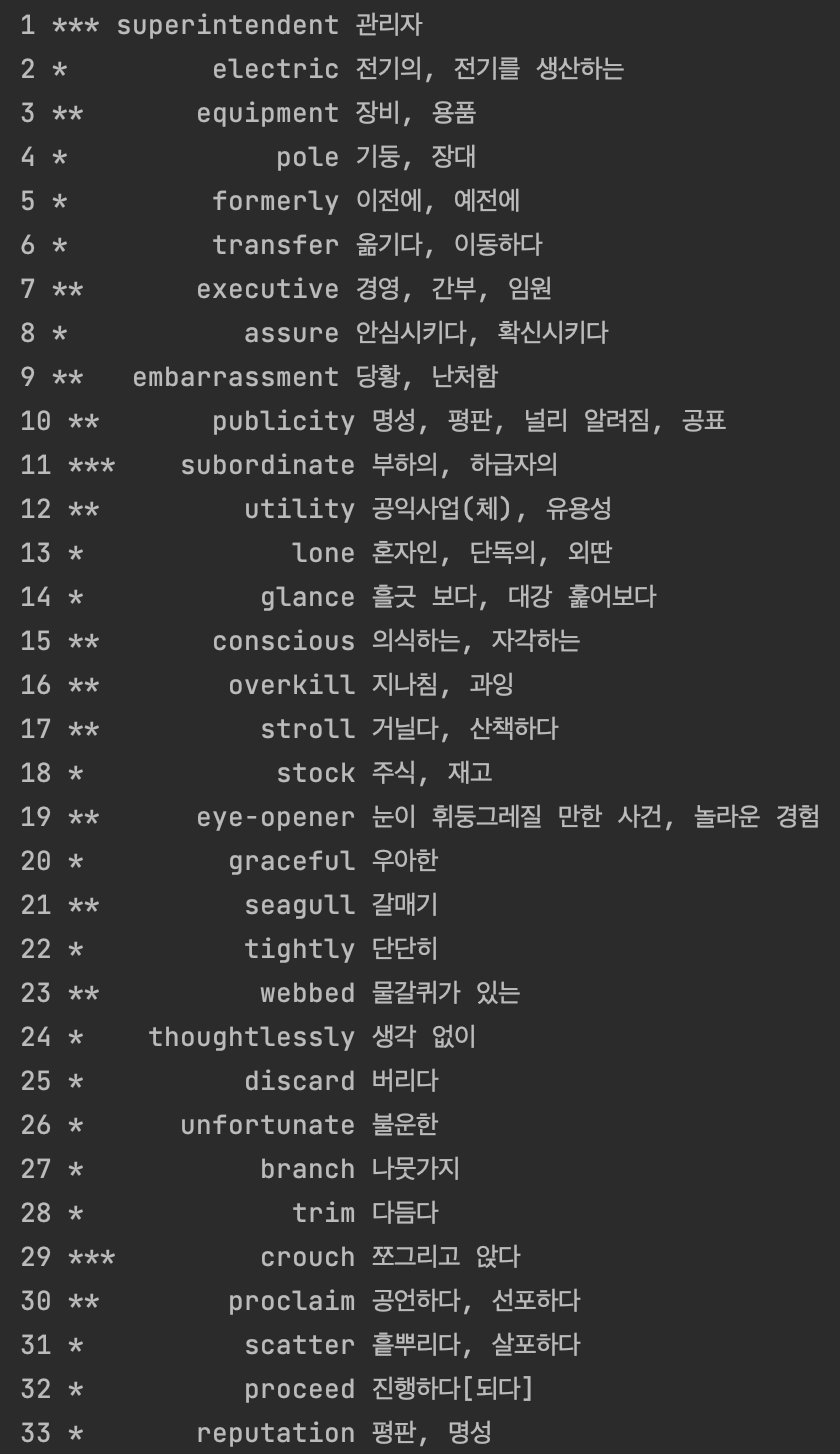 1 *** superintendent 관리자
2 * electric 전기의, 전기를 생산하는
3 ** equipment 장비, 용품
4 * pole 기둥, 장대
5 * formerly 이전에, 예전에
6 * transfer 옮기다, 이동하다
7 ** executive 경영, 간부, 임원
8 * assure 안심시키다, 확신시키다
9 ** embarrassment 당황, 난처함
10 ** publicity 명성, 평판, 널리 알려짐, 공표
11 *** subordinate 부하의, 하급자의
12 ** utility 공익사업(체), 유용성
13 * lone 혼자인, 단독의, 외딴
14 * glance 흘긋 보다, 대강 훑어보다
15 ** conscious 의식하는, 자각하는
16 ** overkill 지나침, 과잉
17 ** stroll 거닐다, 산책하다
18 * stock 주식, 재고
19 ** eye-opener 눈이 휘둥그레질 만한 사건, 놀라운 경험
20 * graceful 우아한
21 ** seagull 갈매기
22 * tightly 단단히
23 ** webbed 물갈퀴가 있는
24 * thoughtlessly 생각 없이
25 * discard 버리다
26 * unfortunate 불운한
27 * branch 나뭇가지
28 * trim 다듬다
29 *** crouch 쪼그리고 앉다
30 ** proclaim 공언하다, 선포하다
31 * scatter 흩뿌리다, 살포하다
32 * proceed 진행하다[되다]
33 * reputation 평판, 명성